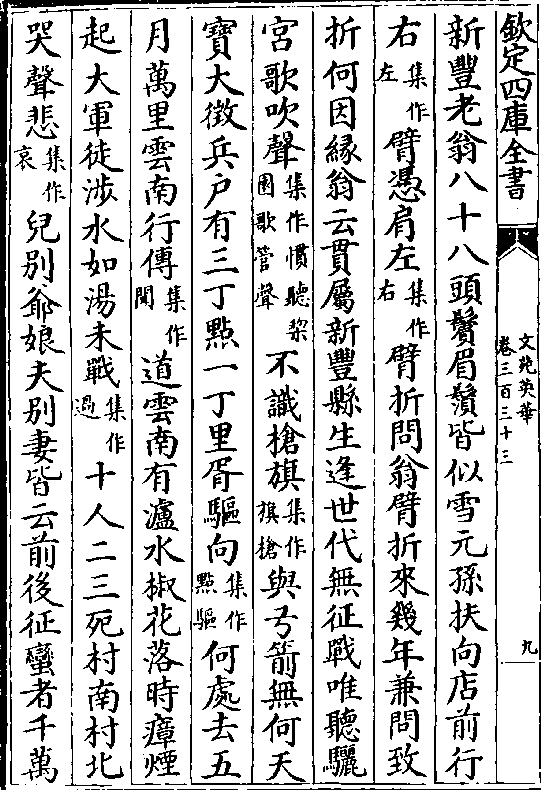 欽定四庫全書
文苑英華
卷三百三十三
九
新豐老翁八十八頭鬢眉鬚皆似雪元孫扶向店前行
右集作左臂憑肩左集作右臂折問翁臂折來幾年兼問致
折何因緣翁云貫屬新豐縣生逢世代無征戰唯聽驪
宮歌吹聲集作慣聽棃園歌管聲不識槍旗集作旗槍與弓箭無何天
寶大徵兵户有三丁㸃一丁里胥驅向集作㸃驅何處去五
月萬里雲南行傳集作聞道雲南有瀘水椒花落時瘴煙
起大軍徒涉水如湯未戰集作過十人二三死村南村北
哭聲悲集作哀兒别爺娘夫别妻皆云前後征蠻者千萬